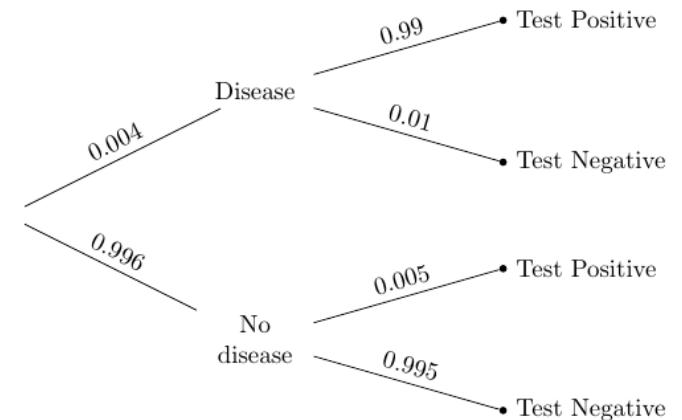 0.99
Test Positive
Disease
0.01
Test Negative
0.004
0.996
0.005
Test Positive
No
disease
0.995
Test Negative